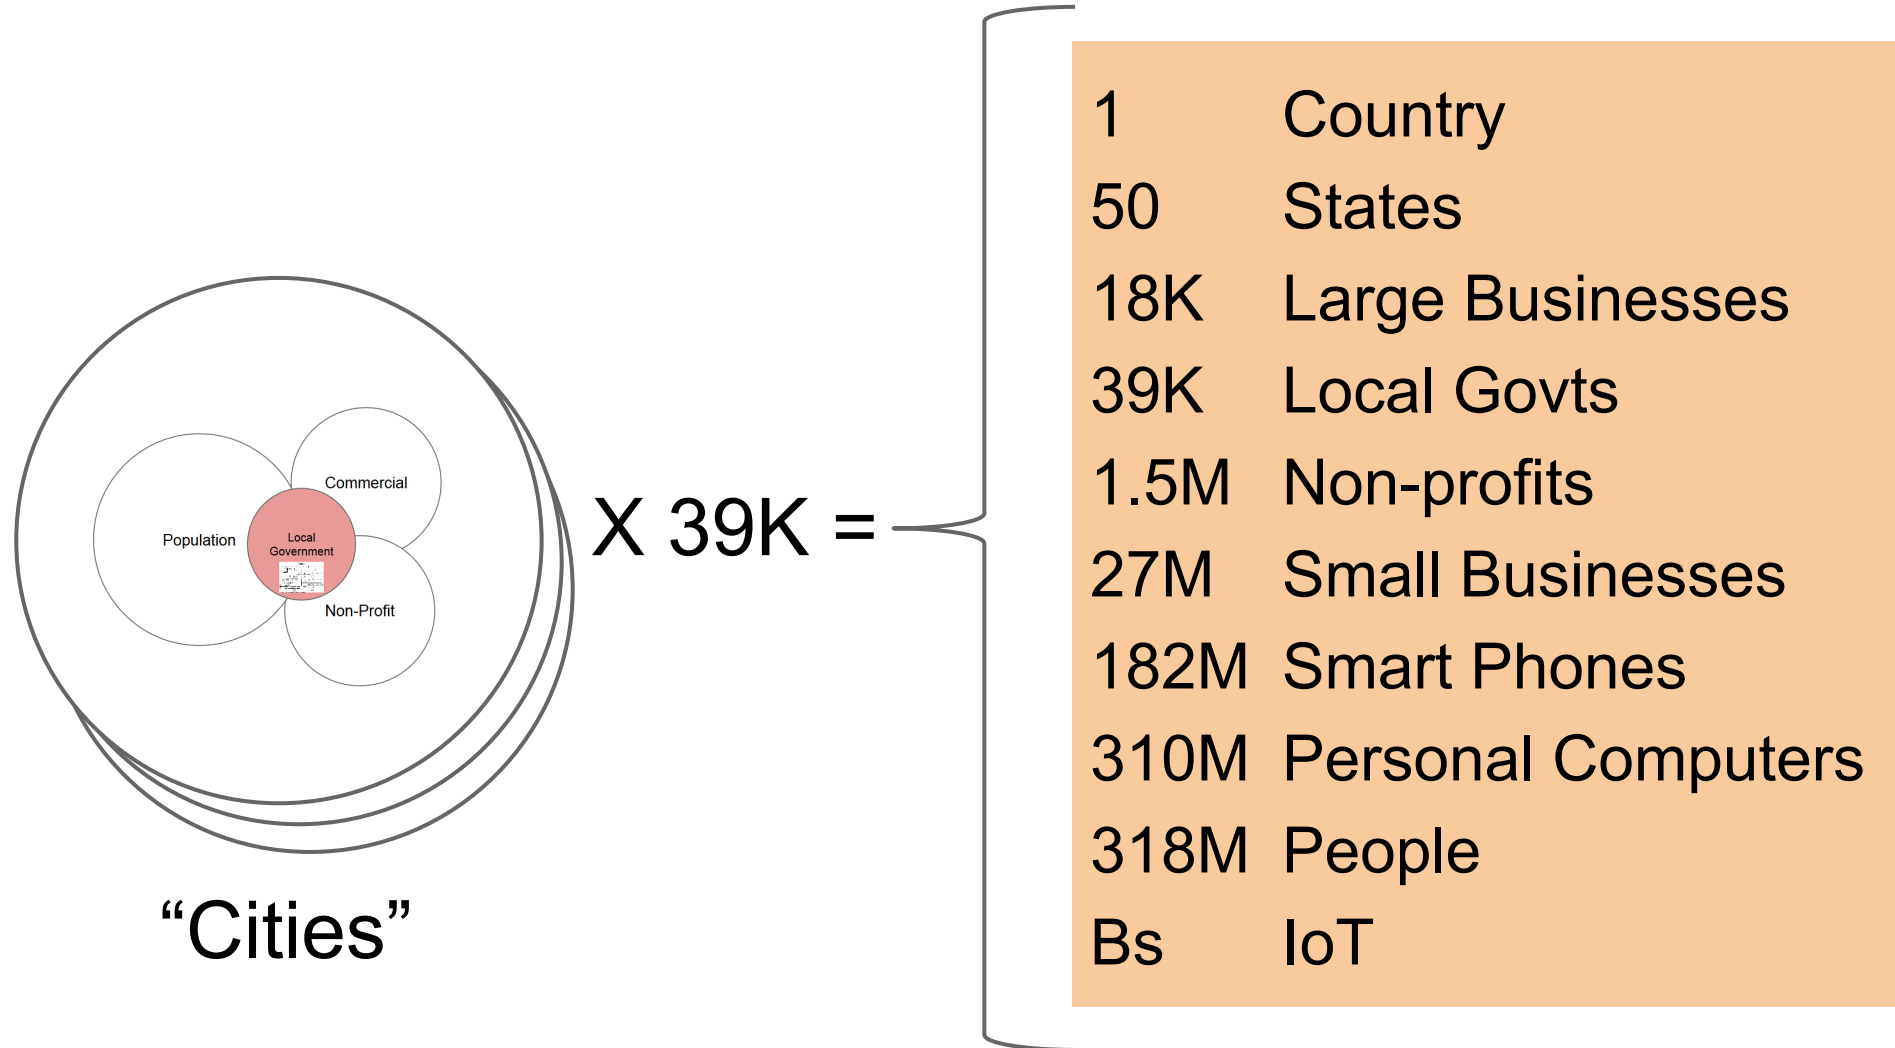 Commercial
Population
Local
Government
Non-Profit
“Cities”
X 39K =
1 Country
50 States
18K Large Businesses
39K Local Govts
1.5M Non-profits
27M Small Businesses
182M Smart Phones
310M Personal Computers
318M People
Bs IoT